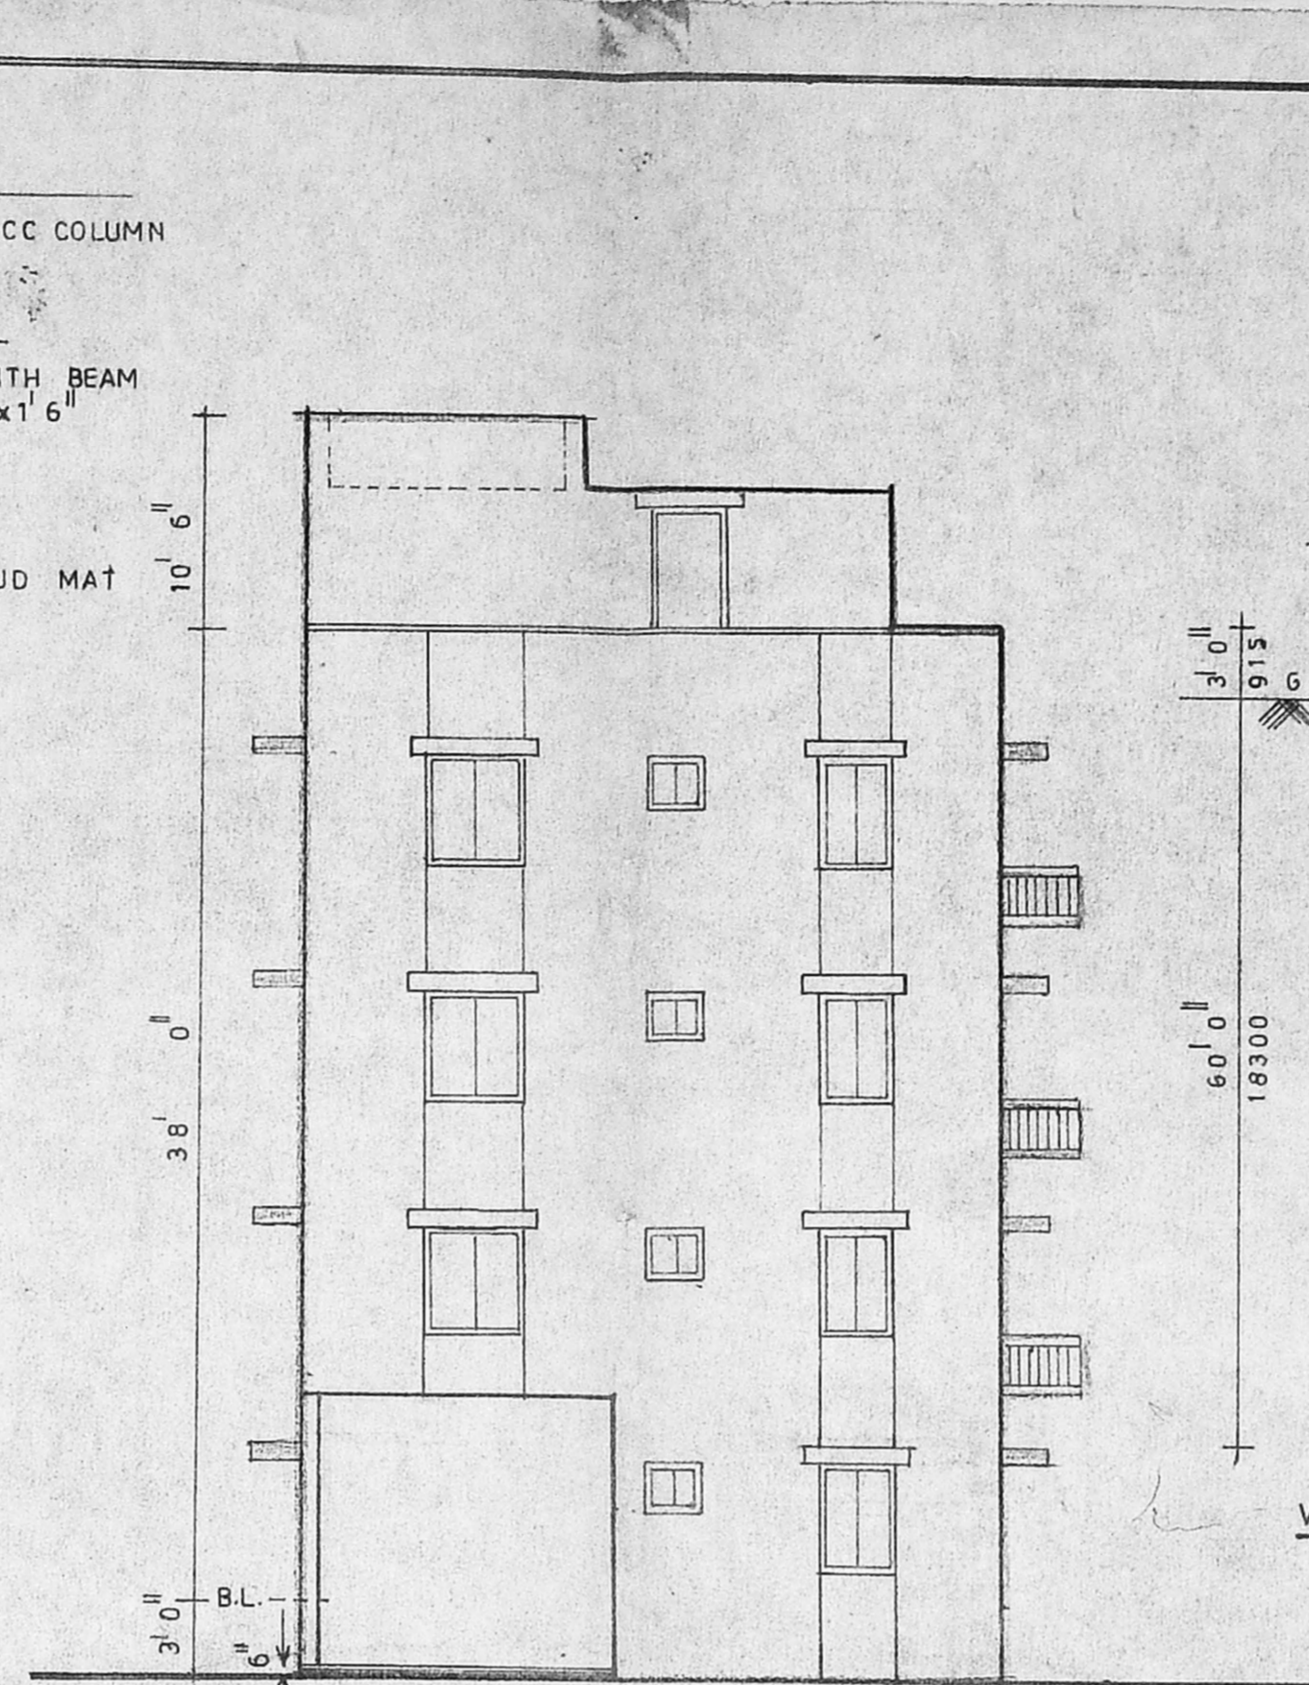 CC COLUMN
TH BEAM
x1' 6"
UD MAT
10' 6"
38' 0"
3' 0"
B.L.
6"
3' 0"
915
G
60' 0"
18300